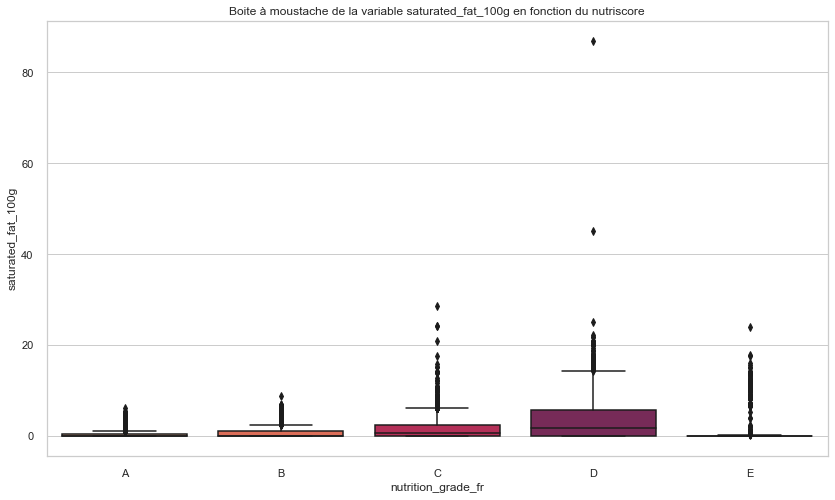 Boite à moustache de la variable saturated_fat_100g en fonction du nutriscore
80
60
40
20
0
saturated_fat_100g
A B C D E
nutrition_grade_fr